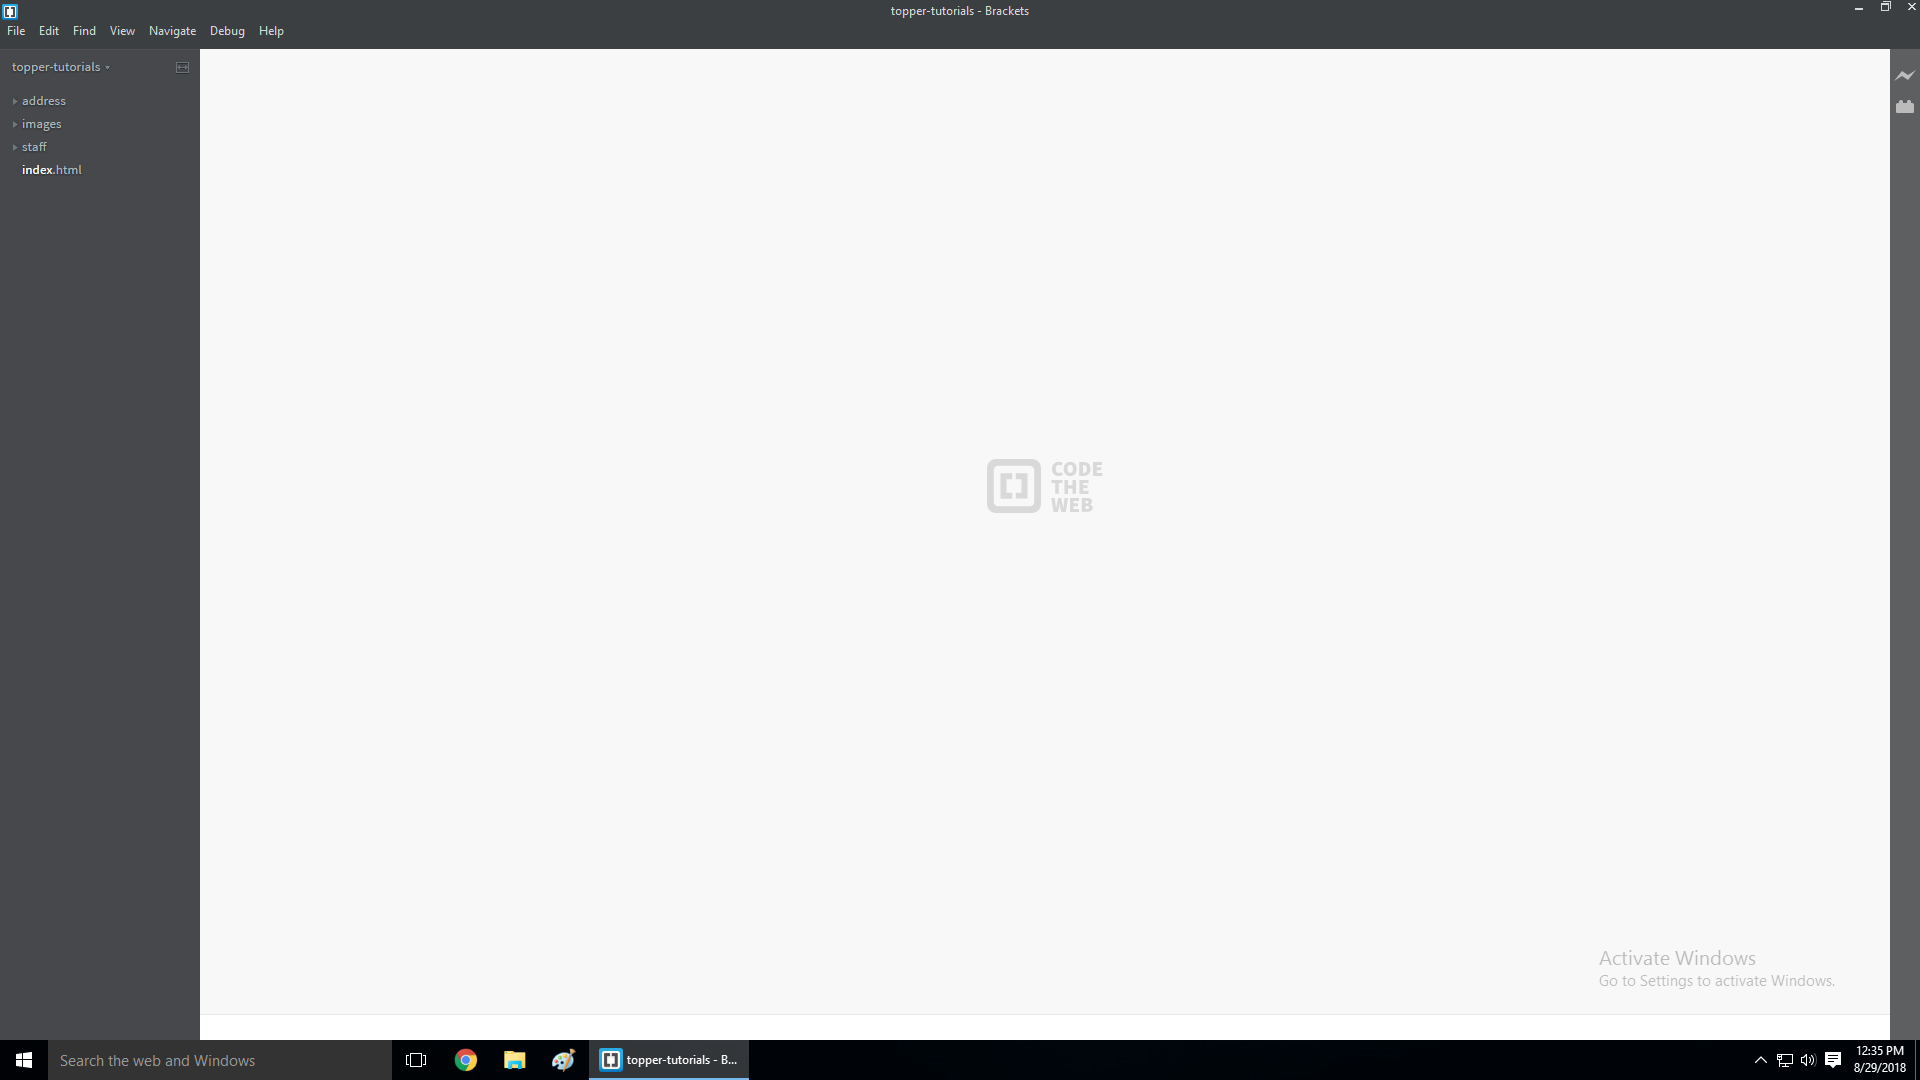 topper-tutorials - Brackets
File Edit Find View Navigate Debug Help
topper-tutorials
address
images
staff
index.html
CODE
THE
WEB
Activate Windows
Go to Settings to activate Windows.
Search the web and Windows
topper-tutorials - B...
12:35 PM
8/29/2018